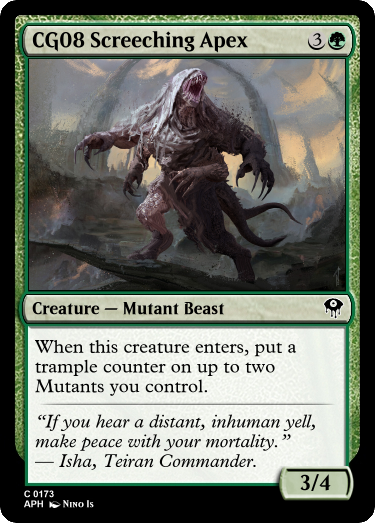 CG08 Screeching Apex 3
Creature — Mutant Beast
When this creature enters, put a
trample counter on up to two
Mutants you control.
“If you hear a distant, inhuman yell,
make peace with your mortality.”
— Isha, Teiran Commander.
3/4
C 0173
APH Nino Is